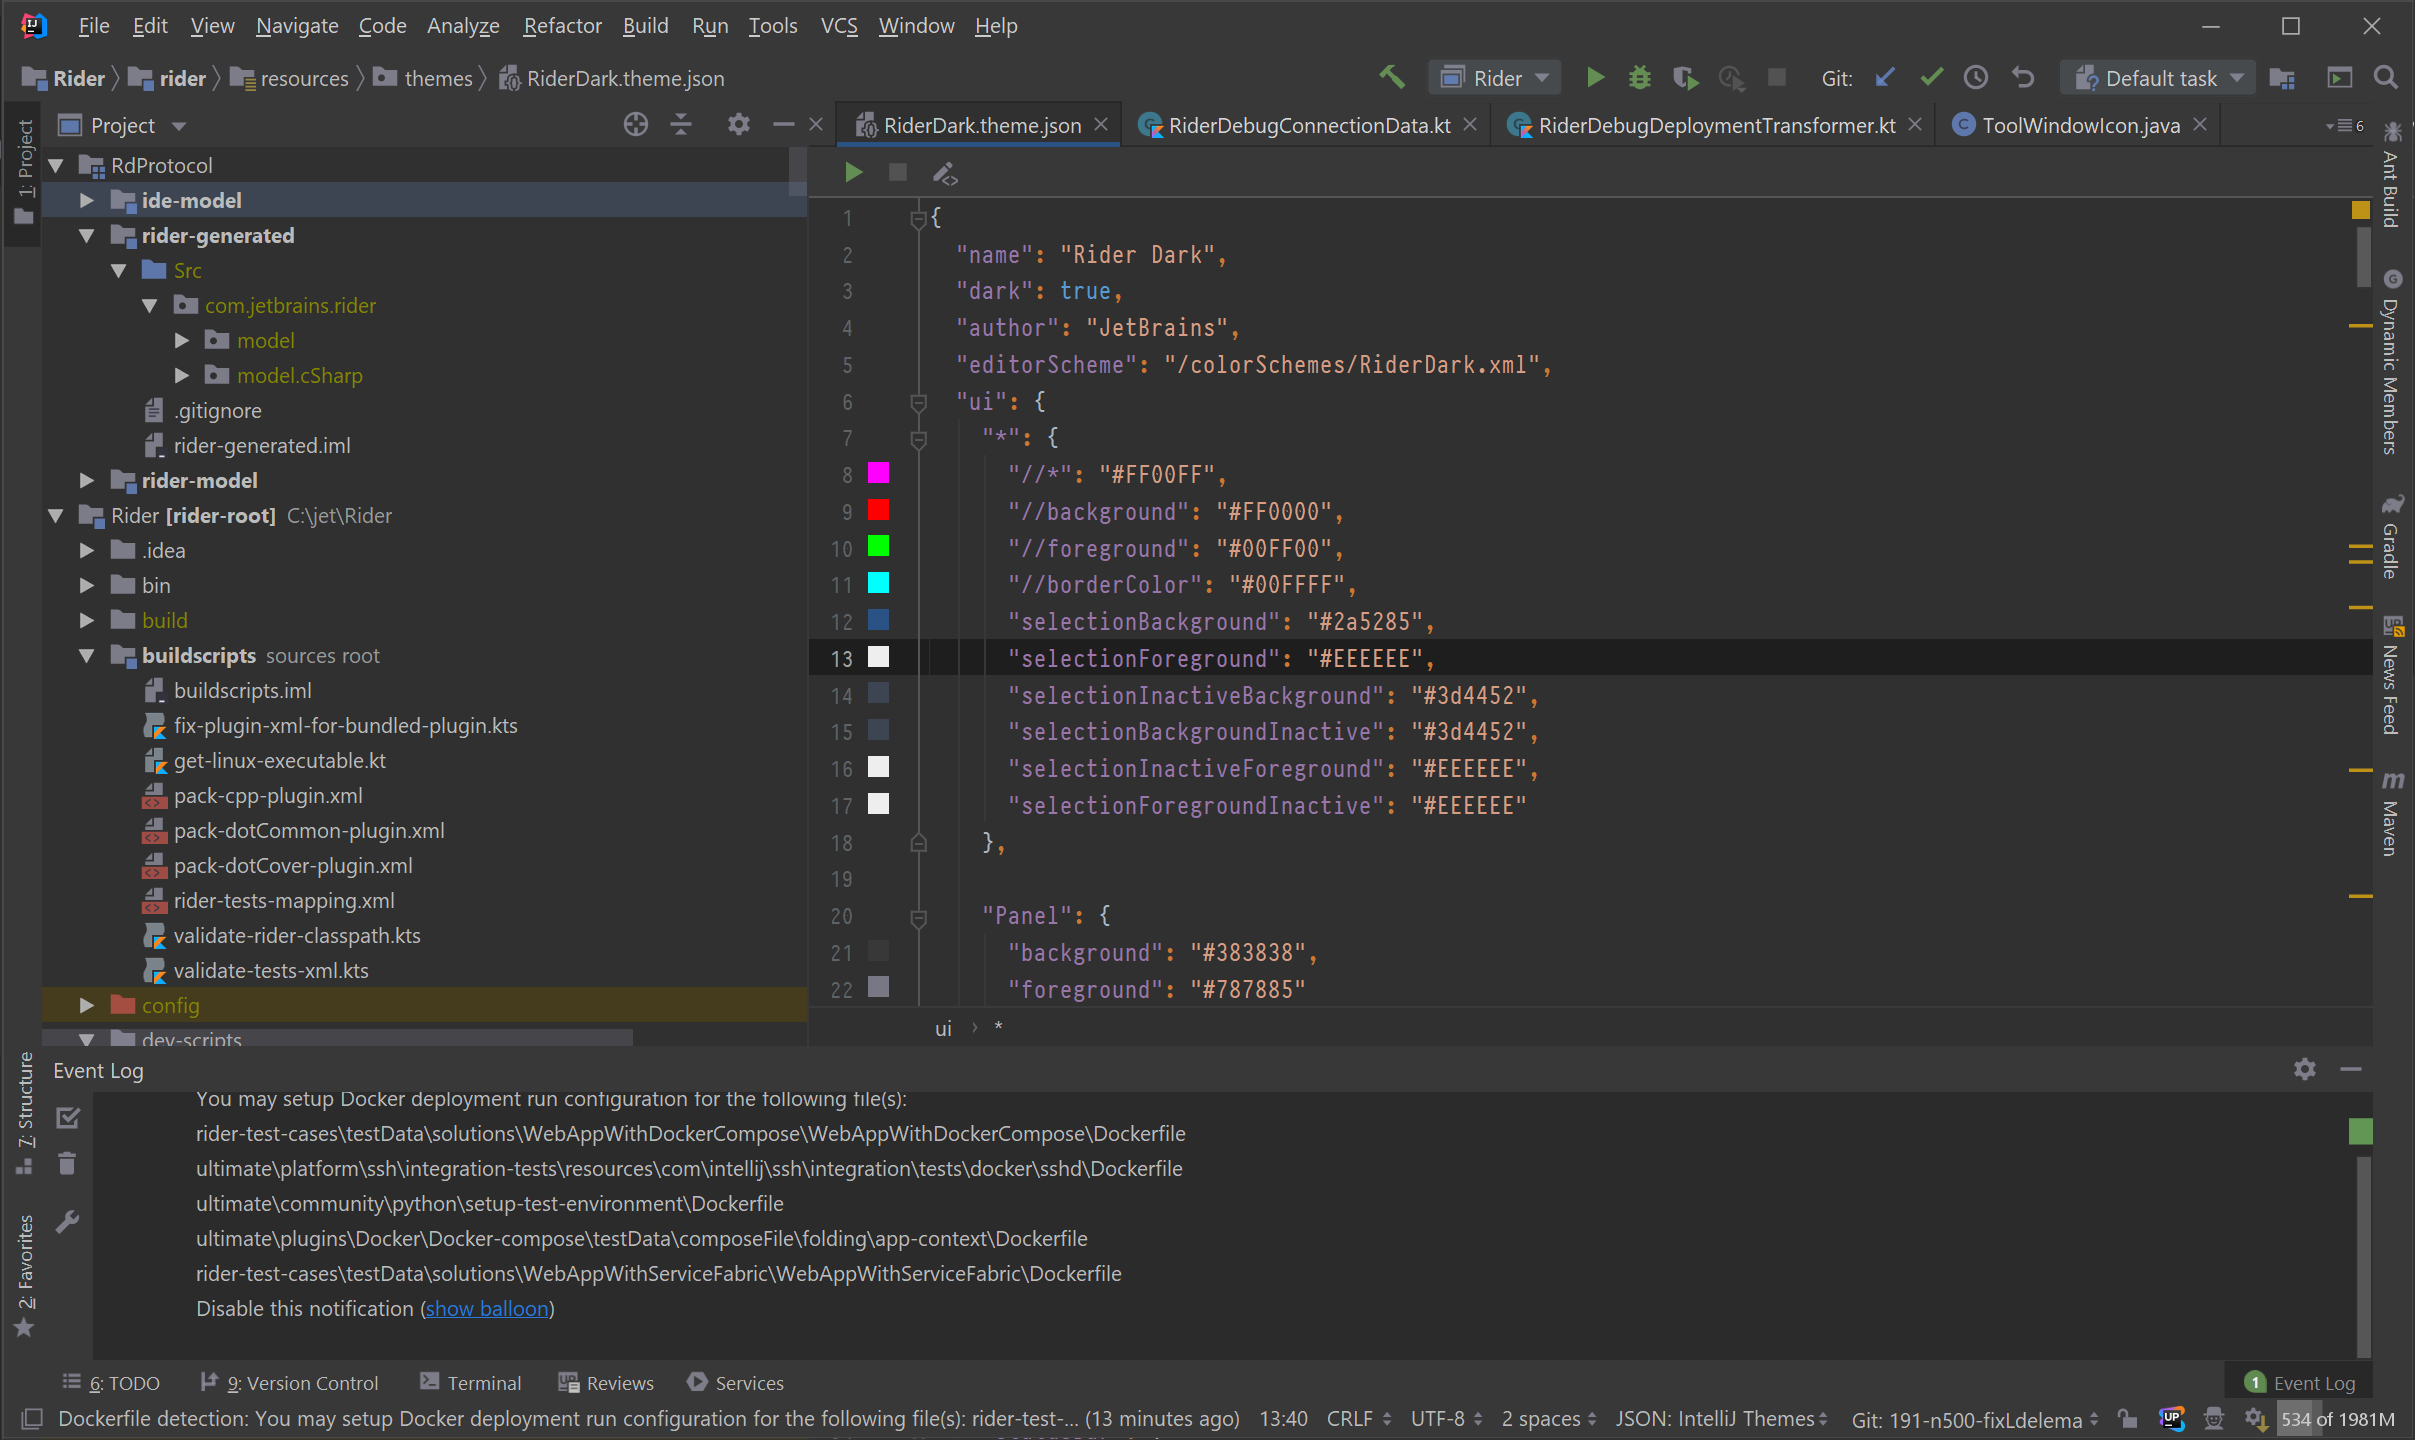 File Edit View Navigate Code Analyze Refactor Build Run Tools VCS Window Help
Rider rider resources themes RiderDark.theme.json
Rider Git: Default task
1: Project
Project
RiderDark.theme.json RiderDebugConnectionData.kt RiderDebugDeploymentTransformer.kt ToolWindowIcon.java 6
RdProtocol
ide-model
rider-generated
Src
com.jetbrains.rider
model
model.cSharp
.gitignore
rider-generated.iml
rider-model
Rider [rider-root] C:\jet\Rider
.idea
bin
build
buildscripts sources root
buildscripts.iml
fix-plugin-xml-for-bundled-plugin.kts
get-linux-executable.kt
pack-cpp-plugin.xml
pack-dotCommon-plugin.xml
pack-dotCover-plugin.xml
rider-tests-mapping.xml
validate-rider-classpath.kts
validate-tests-xml.kts
config
dev-scripts
1 {
2 "name": "Rider Dark",
3 "dark": true,
4 "author": "JetBrains",
5 "editorScheme": "/colorSchemes/RiderDark.xml",
6 "ui": {
7 "*": {
8 "//*": "#FF00FF",
9 "//background": "#FF0000",
10 "//foreground": "#00FF00",
11 "//borderColor": "#00FFFF",
12 "selectionBackground": "#2a5285",
13 "selectionForeground": "#EEEEEE",
14 "selectionInactiveBackground": "#3d4452",
15 "selectionBackgroundInactive": "#3d4452",
16 "selectionInactiveForeground": "#EEEEEE",
17 "selectionForegroundInactive": "#EEEEEE"
18 },
19
20 "Panel": {
21 "background": "#383838",
22 "foreground": "#787885"
ui › *
Ant Build
Dynamic Members
Gradle
News Feed
Maven
7: Structure
2: Favorites
Event Log
You may setup Docker deployment run configuration for the following file(s):
rider-test-cases\testData\solutions\WebAppWithDockerCompose\WebAppWithDockerCompose\Dockerfile
ultimate\platform\ssh\integration-tests\resources\com\intellij\ssh\integration\tests\docker\sshd\Dockerfile
ultimate\community\python\setup-test-environment\Dockerfile
ultimate\plugins\Docker\Docker-compose\testData\composeFile\folding\app-context\Dockerfile
rider-test-cases\testData\solutions\WebAppWithServiceFabric\WebAppWithServiceFabric\Dockerfile
Disable this notification (show balloon)
6: TODO 9: Version Control Terminal Reviews Services 1 Event Log
Dockerfile detection: You may setup Docker deployment run configuration for the following file(s): rider-test-... (13 minutes ago) 13:40 CRLF UTF-8 2 spaces JSON: IntelliJ Themes Git: 191-n500-fixLdelema UP 534 of 1981M